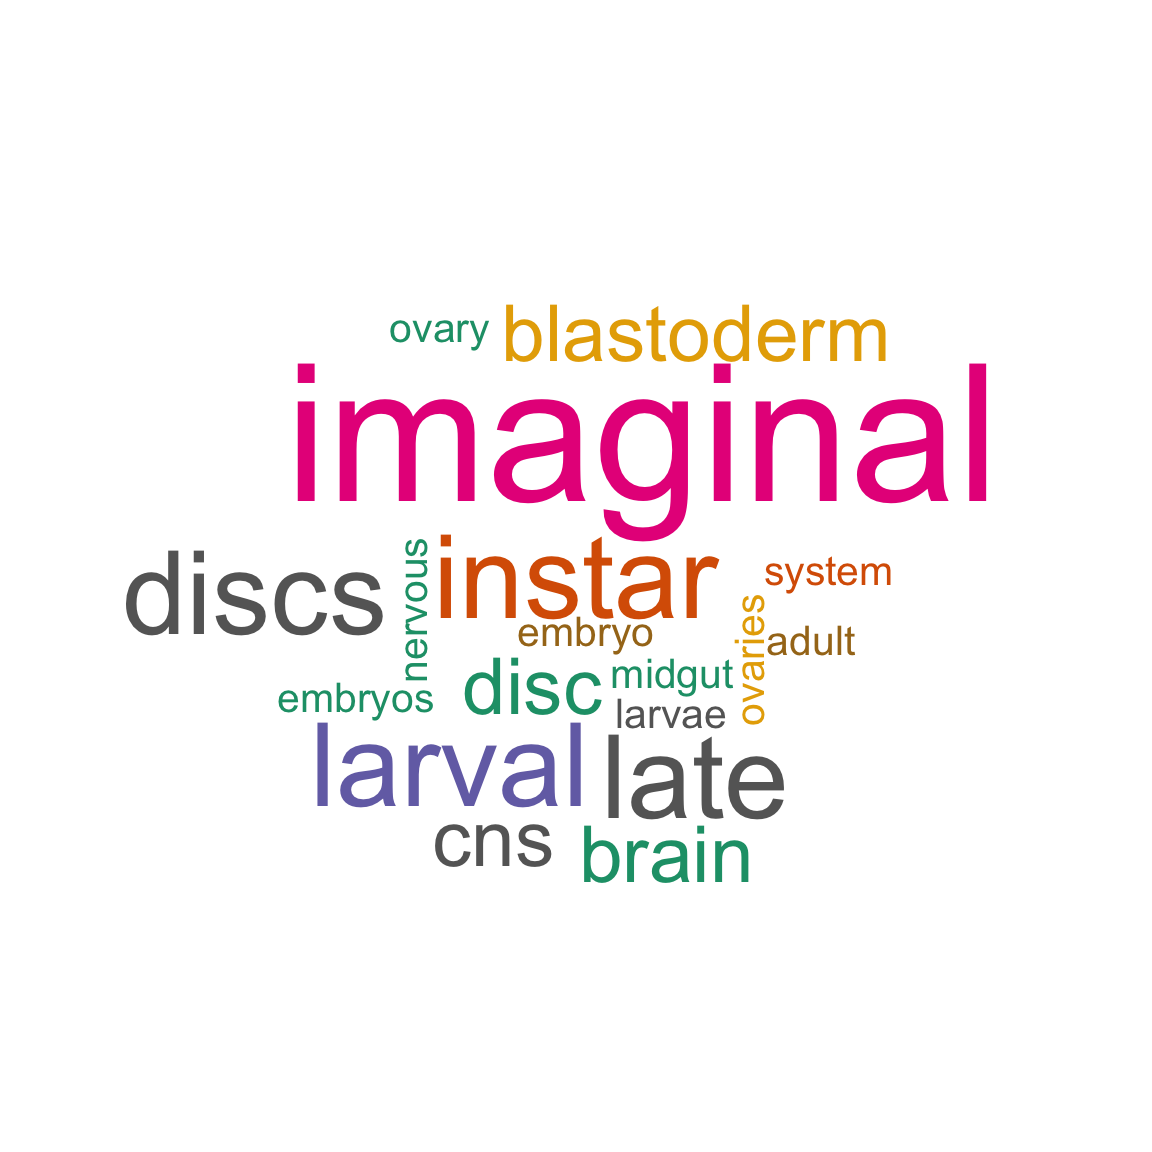 ovary
blastoderm
imaginal
discs
nervous
instar
system
embryo
ovaries
adult
embryos
disc
midgut
larvae
larval
late
cns
brain